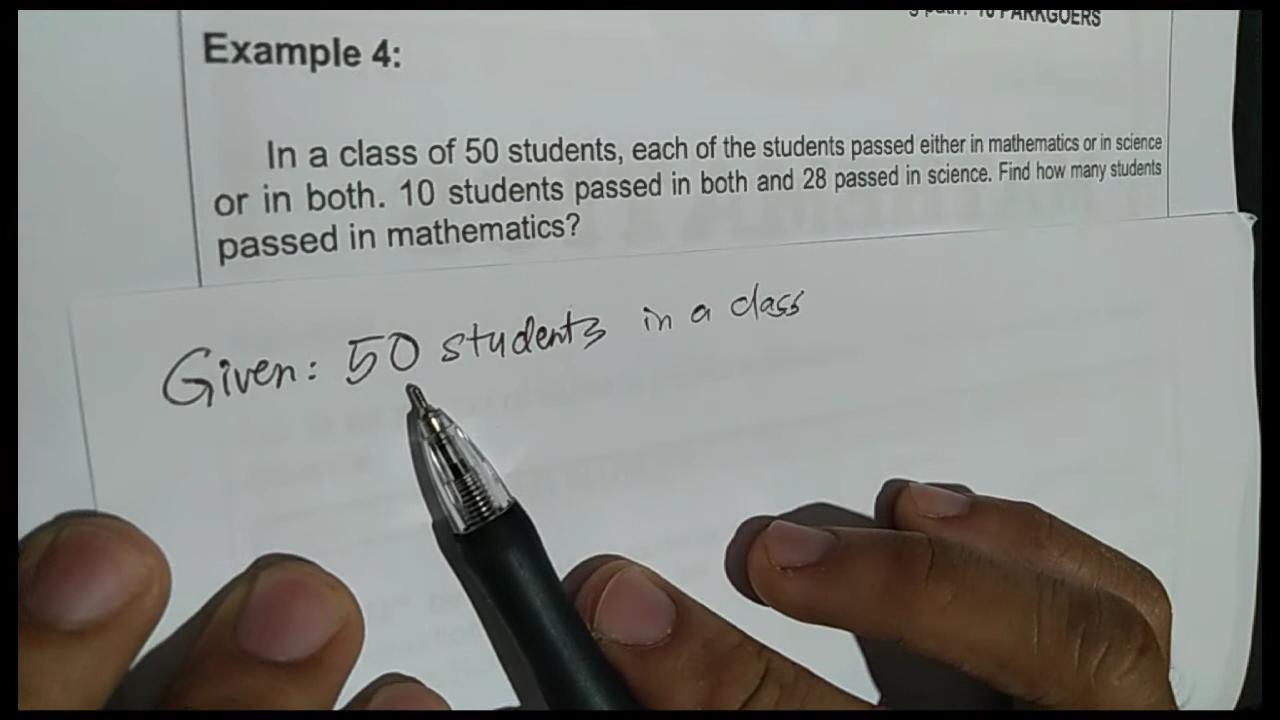 PARKGOERS
Example 4:
In a class of 50 students, each of the students passed either in mathematics or in science
or in both. 10 students passed in both and 28 passed in science. Find how many students
passed in mathematics?
Given: 50 students in a class